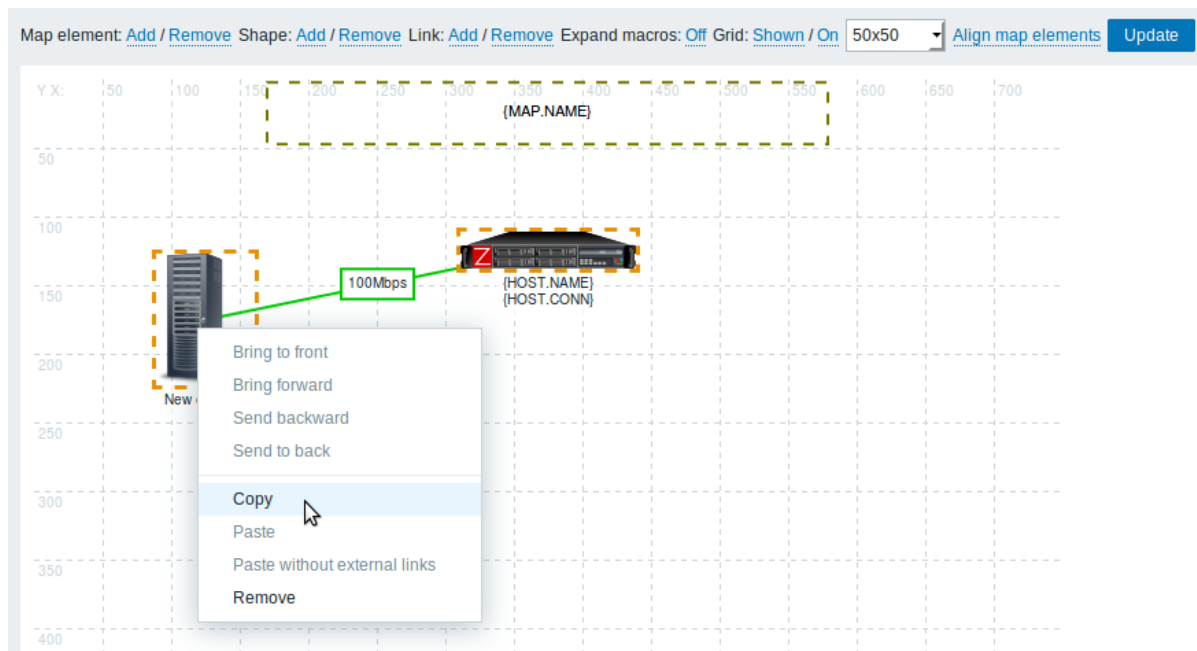 Map element: Add / Remove Shape: Add / Remove Link: Add / Remove Expand macros: Off Grid: Shown / On 50x50 Align map elements Update
Y X: 50 100 150 200 250 300 350 400 450 500 550 600 650 700
{MAP.NAME}
50
100
Z
100Mbps
{HOST.NAME}
{HOST.CONN}
150
Bring to front
200
Bring forward
New
Send backward
250
Send to back
Copy
300
Paste
Paste without external links
350
Remove
400